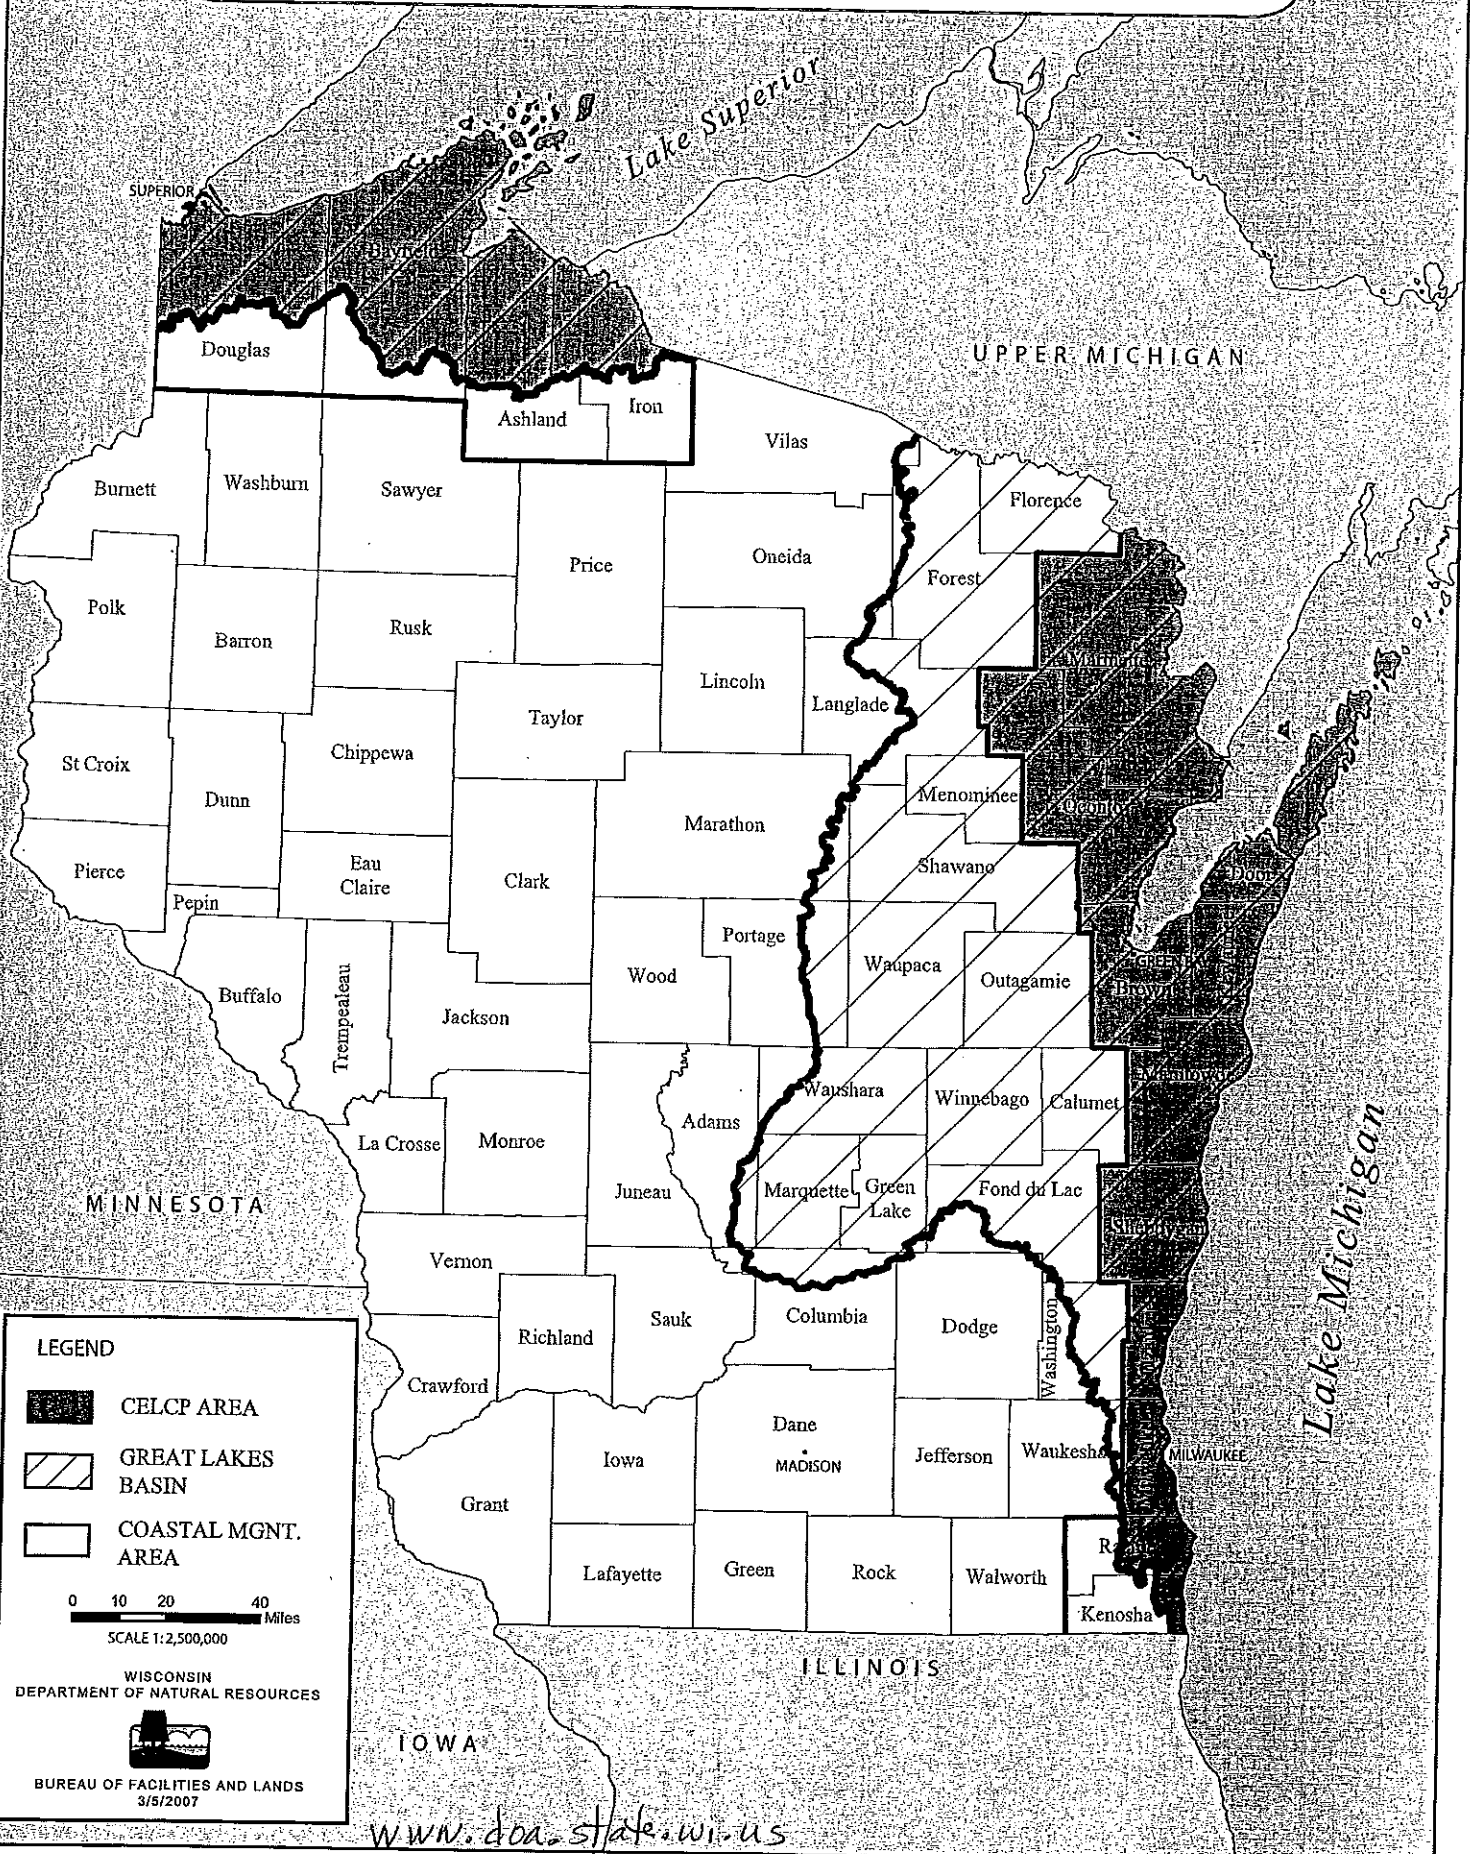 Lake Superior
SUPERIOR
Bayfield
UPPER MICHIGAN
Douglas
Ashland
Iron
Vilas
Burnett
Washburn
Sawyer
Florence
Price
Oneida
Forest
Polk
Barron
Rusk
Lincoln
Langlade
Taylor
St Croix
Chippewa
Dunn
Menominee
Oconto
Marathon
Shawano
Pierce
Eau
Claire
Clark
Door
Pepin
Portage
Wood
Waupaca
Outagamie
GREEN BAY
Brown
Buffalo
Trempealeau
Jackson
Manitowoc
Waushara
Winnebago
Calumet
Adams
La Crosse
Monroe
Juneau
Marquette
Green
Lake
Fond du Lac
Sheboygan
MINNESOTA
Lake Michigan
Vernon
Richland
Sauk
Columbia
Dodge
Washington
Crawford
Dane
MADISON
Iowa
Jefferson
Waukesha
MILWAUKEE
Grant
Lafayette
Green
Rock
Walworth
Ra
Kenosha
ILLINOIS
IOWA
LEGEND
CELCP AREA
GREAT LAKES
BASIN
COASTAL MGNT.
AREA
0 10 20 40
Miles
SCALE 1:2,500,000
WISCONSIN
DEPARTMENT OF NATURAL RESOURCES
BUREAU OF FACILITIES AND LANDS
3/5/2007
www.doa.state.wi.us